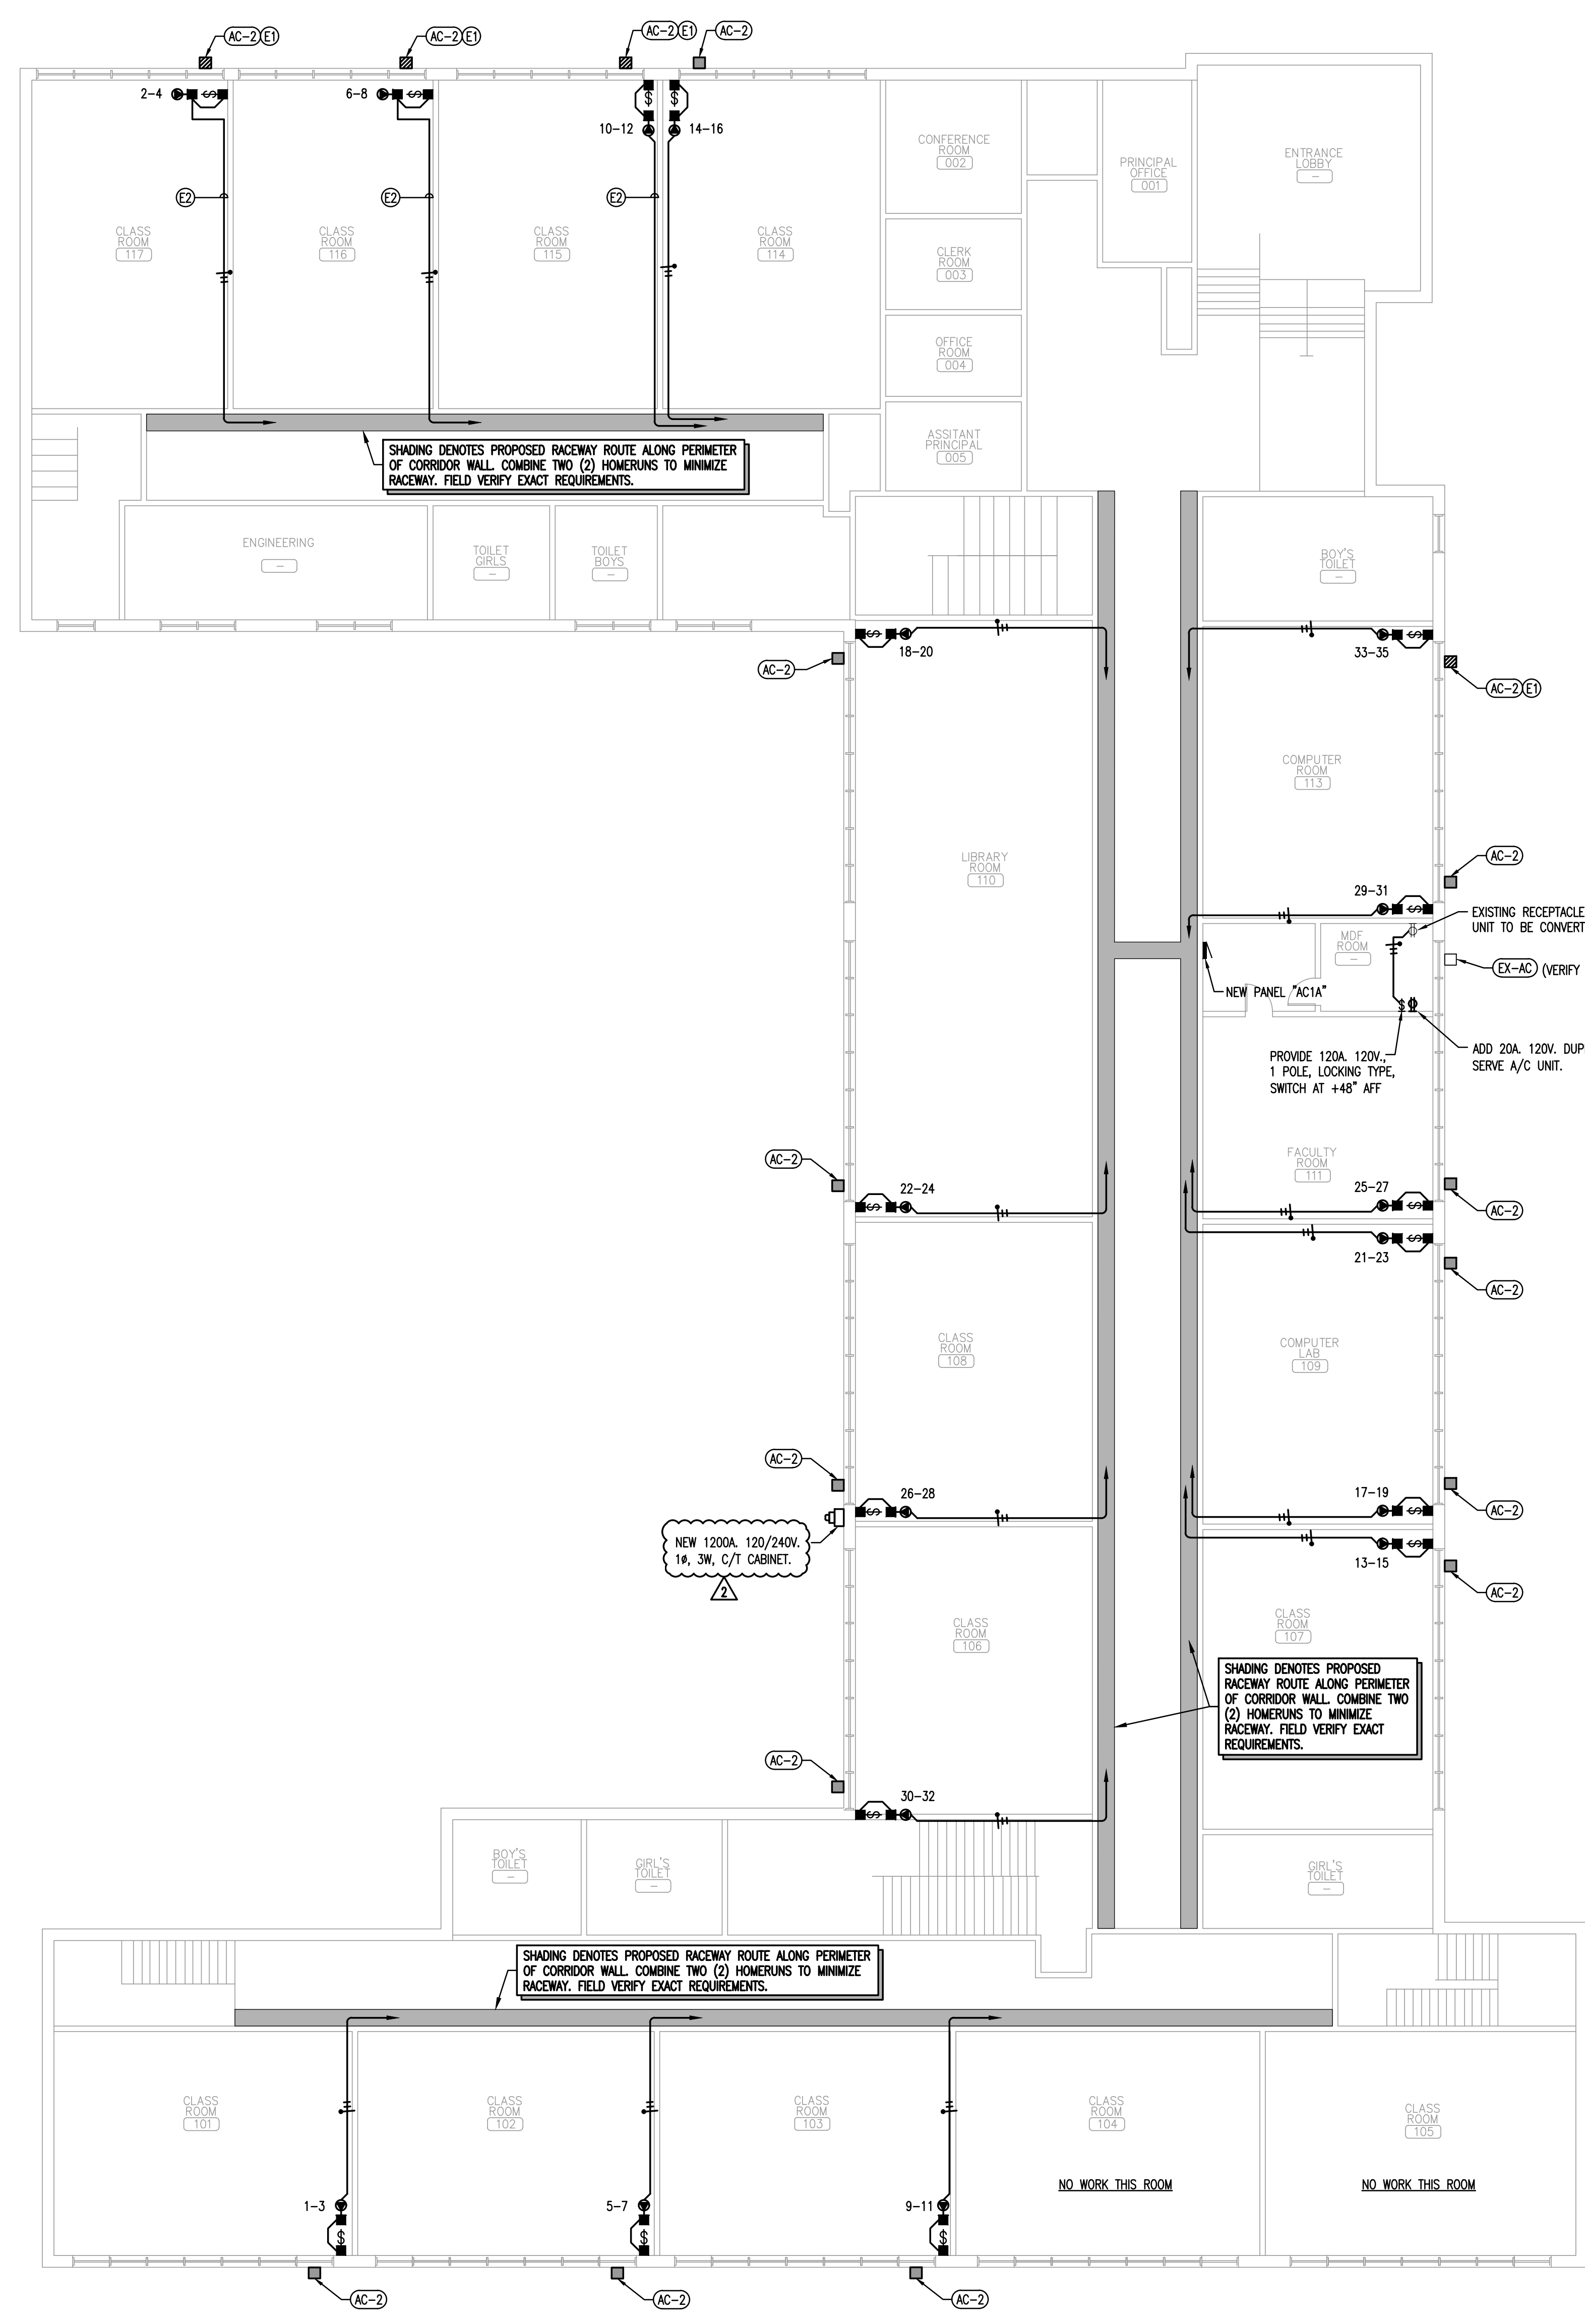 AC-2 E1
AC-2 E1
AC-2 E1
AC-2
2-4
6-8
10-12
14-16
E2
E2
E2
CLASS
ROOM
117
CLASS
ROOM
116
CLASS
ROOM
115
CLASS
ROOM
114
CONFERENCE
ROOM
002
PRINCIPAL
OFFICE
001
ENTRANCE
LOBBY
-
CLERK
ROOM
003
OFFICE
ROOM
004
ASSITANT
PRINCIPAL
005
SHADING DENOTES PROPOSED RACEWAY ROUTE ALONG PERIMETER
OF CORRIDOR WALL. COMBINE TWO (2) HOMERUNS TO MINIMIZE
RACEWAY. FIELD VERIFY EXACT REQUIREMENTS.
ENGINEERING
-
TOILET
GIRLS
-
TOILET
BOYS
-
BOY'S
TOILET
-
AC-2
18-20
33-35
AC-2 E1
COMPUTER
ROOM
113
LIBRARY
ROOM
110
AC-2
29-31
EXISTING RECEPTACLE
UNIT TO BE CONVERT
MDF
ROOM
-
EX-AC (VERIFY
NEW PANEL "AC1A"
PROVIDE 120A. 120V.,
1 POLE, LOCKING TYPE,
SWITCH AT +48" AFF
ADD 20A. 120V. DUP
SERVE A/C UNIT.
FACULTY
ROOM
111
AC-2
22-24
25-27
AC-2
21-23
AC-2
CLASS
ROOM
108
COMPUTER
LAB
109
AC-2
26-28
17-19
AC-2
NEW 1200A. 120/240V.
1ø, 3W, C/T CABINET.
2
13-15
AC-2
CLASS
ROOM
106
CLASS
ROOM
107
SHADING DENOTES PROPOSED
RACEWAY ROUTE ALONG PERIMETER
OF CORRIDOR WALL. COMBINE TWO
(2) HOMERUNS TO MINIMIZE
RACEWAY. FIELD VERIFY EXACT
REQUIREMENTS.
AC-2
30-32
BOY'S
TOILET
-
GIRL'S
TOILET
-
GIRL'S
TOILET
-
SHADING DENOTES PROPOSED RACEWAY ROUTE ALONG PERIMETER
OF CORRIDOR WALL. COMBINE TWO (2) HOMERUNS TO MINIMIZE
RACEWAY. FIELD VERIFY EXACT REQUIREMENTS.
CLASS
ROOM
101
CLASS
ROOM
102
CLASS
ROOM
103
CLASS
ROOM
104
CLASS
ROOM
105
NO WORK THIS ROOM
NO WORK THIS ROOM
1-3
5-7
9-11
AC-2
AC-2
AC-2